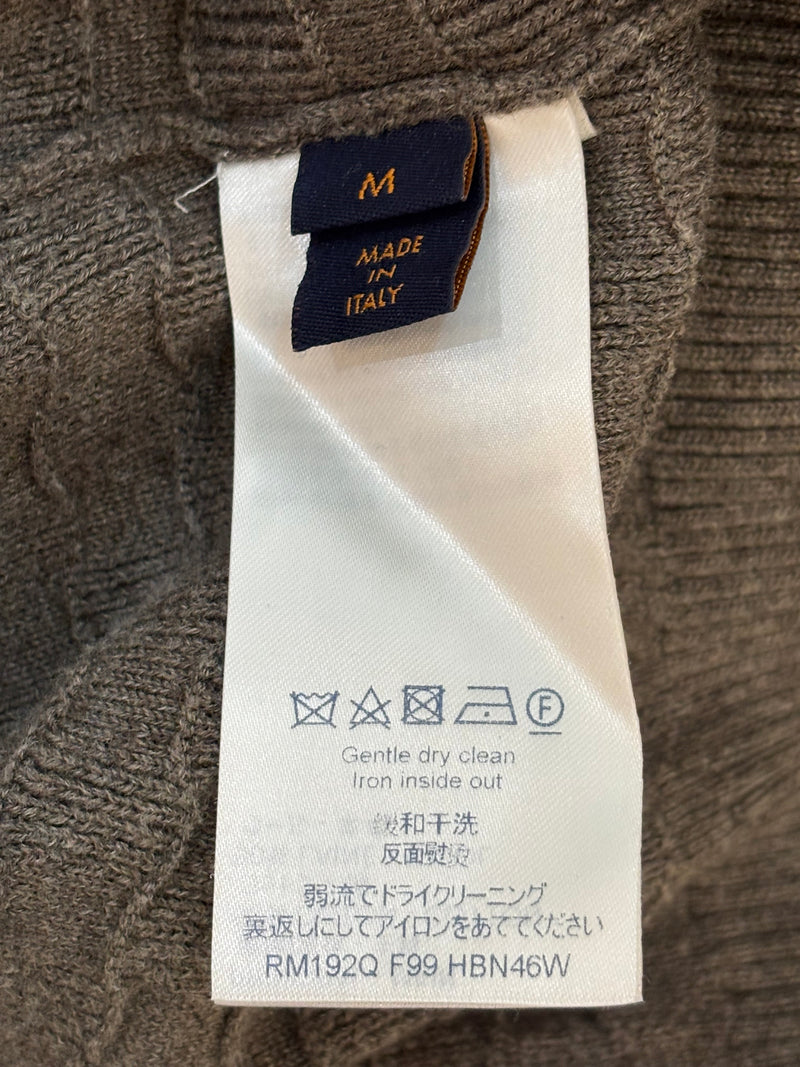 M
MADE
IN
ITALY
F
Gentle dry clean
Iron inside out
缓和干洗
反面熨烫
弱流でドライクリーニング
裏返しにしてアイロンをあててください
RM192Q F99 HBN46W